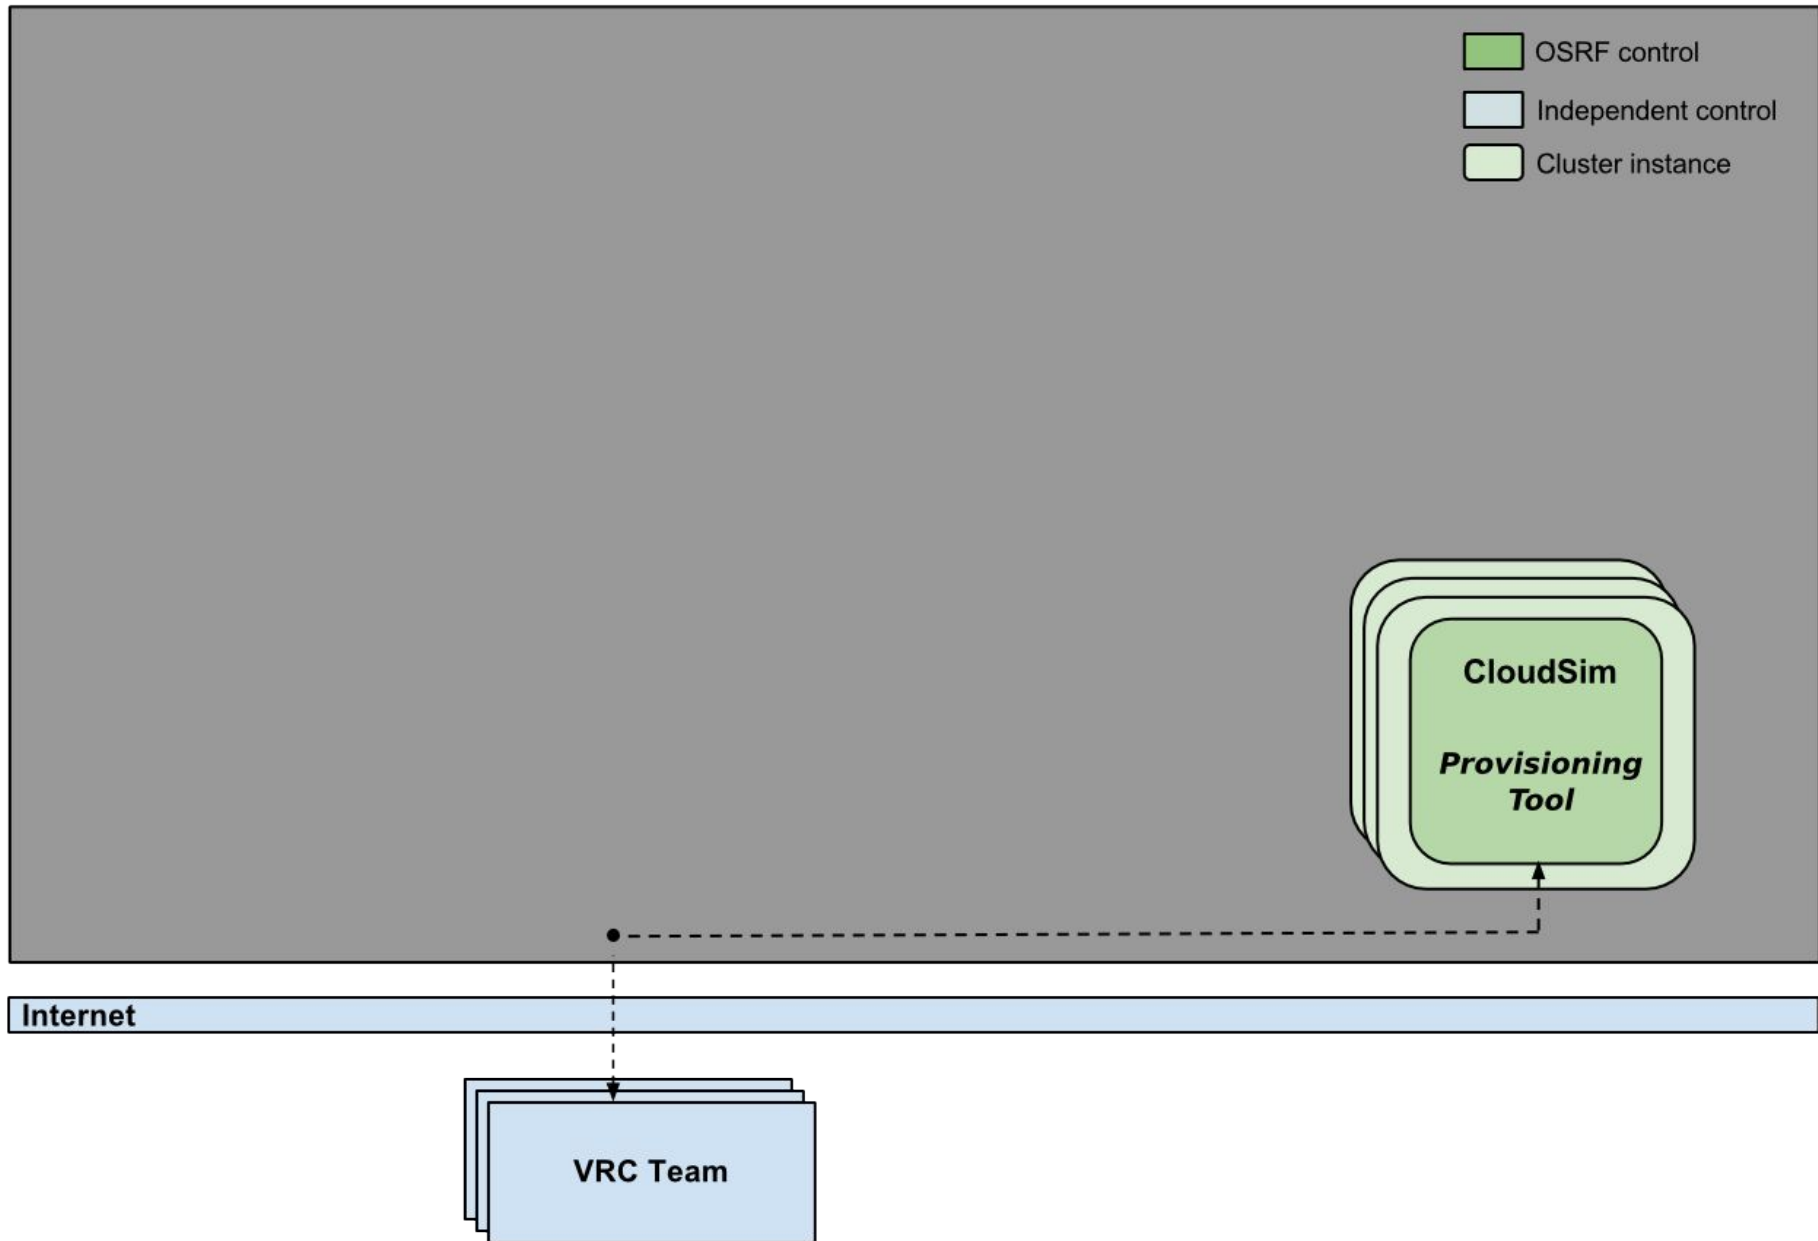 OSRF control
Independent control
Cluster instance
CloudSim
Provisioning
Tool
Internet
VRC Team